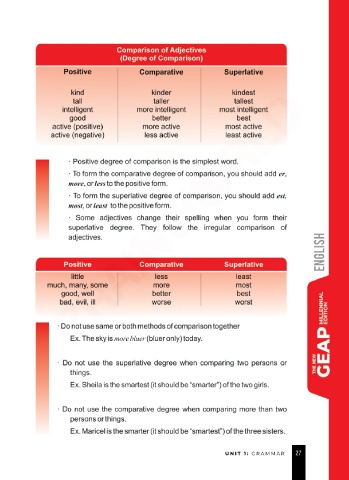 Comparison of Adjectives
(Degree of Comparison)
Positive Comparative Superlative
kind kinder kindest
tall taller tallest
intelligent more intelligent most intelligent
good better best
active (positive) more active most active
active (negative) less active least active
· Positive degree of comparison is the simplest word.
· To form the comparative degree of comparison, you should add er,
more, or less to the positive form.
· To form the superlative degree of comparison, you should add est,
most, or least to the positive form.
· Some adjectives change their spelling when you form their
superlative degree. They follow the irregular comparison of
adjectives.
Positive Comparative Superlative
little less least
much, many, some more most
good, well better best
bad, evil, ill worse worst
· Do not use same or both methods of comparison together
Ex. The sky is more bluer (bluer only) today.
· Do not use the superlative degree when comparing two persons or
things.
Ex. Sheila is the smartest (it should be “smarter”) of the two girls.
· Do not use the comparative degree when comparing more than two
persons or things.
Ex. Maricel is the smarter (it should be “smartest”) of the three sisters.
ENGLISH
THE NEW
GEAP MILLENNIAL
EDITION
UNIT 1: GRAMMAR 27